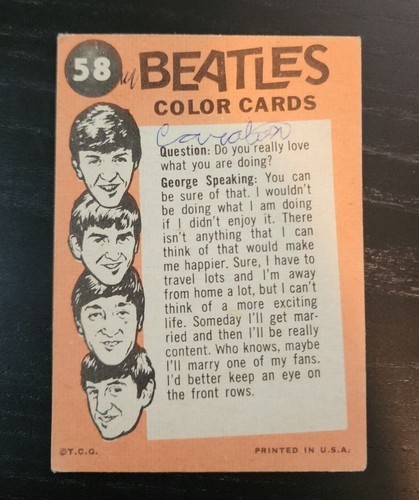 58
BEATLES
COLOR CARDS
Question: Do you really love
what you are doing?
George Speaking: You can
be sure of that. I wouldn't
be doing what I am doing
if I didn't enjoy it. There
isn't anything that I can
think of that would make
me happier. Sure, I have to
travel lots and I'm away
from home a lot, but I can't
think of a more exciting
life. Someday I'll get mar-
ried and then I'll be really
content. Who knows, maybe
I'll marry one of my fans.
I'd better keep an eye on
the front rows.
©T.C.G.
PRINTED IN U.S.A.